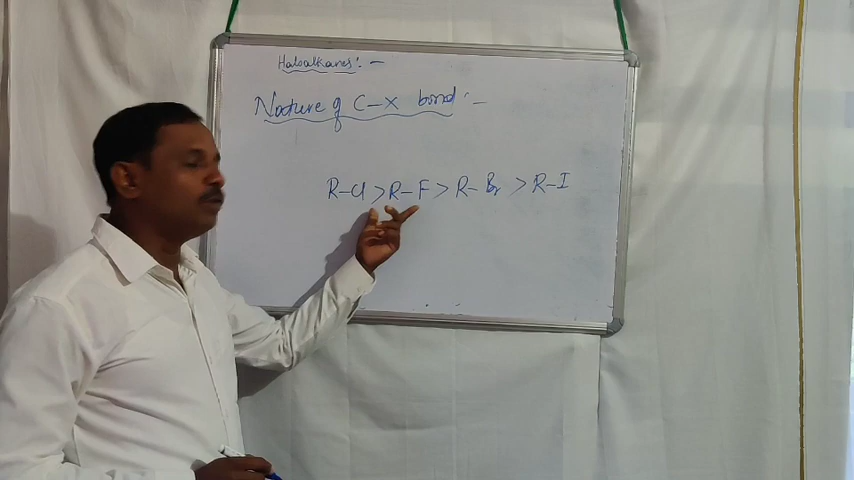 Haloalkanes:-
Nature of C-X bond:-
R-Cl > R-F > R-Br > R-I